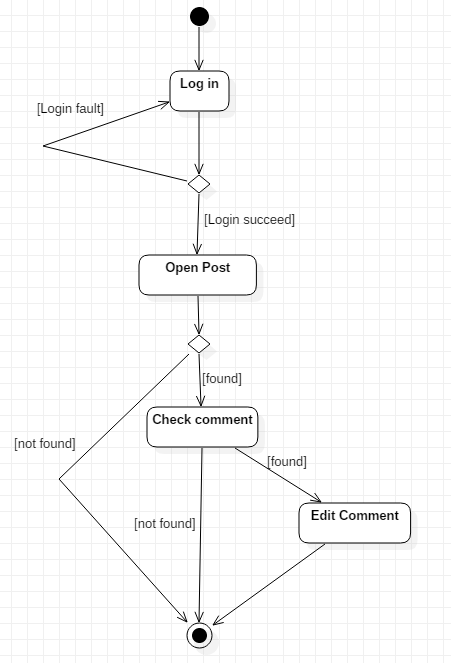 Log in
[Login fault]
[Login succeed]
Open Post
[found]
Check comment
[not found]
[found]
Edit Comment
[not found]